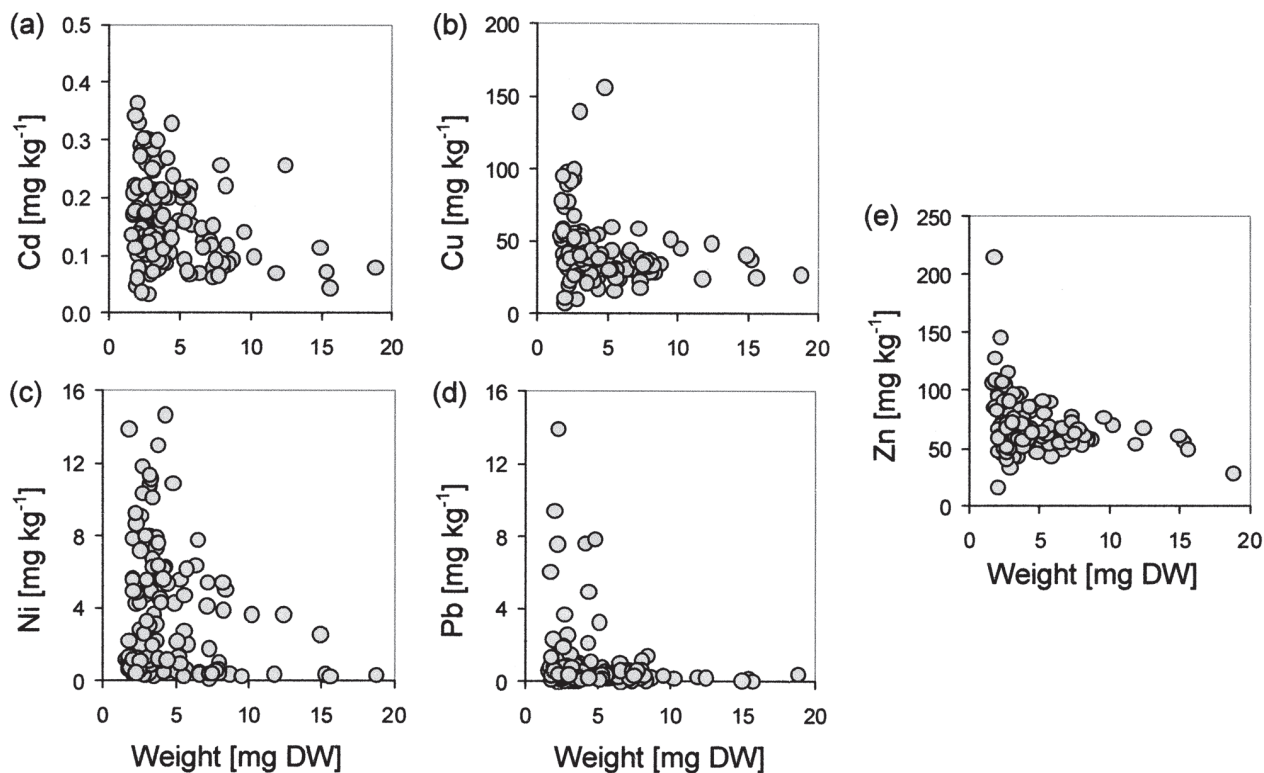 (a)
Cd [mg kg⁻¹]
0.5
0.4
0.3
0.2
0.1
0.0
0 5 10 15 20
(b)
Cu [mg kg⁻¹]
200
150
100
50
0
0 5 10 15 20
(c)
Ni [mg kg⁻¹]
16
12
8
4
0
0 5 10 15 20
Weight [mg DW]
(d)
Pb [mg kg⁻¹]
16
12
8
4
0
0 5 10 15 20
Weight [mg DW]
(e)
Zn [mg kg⁻¹]
250
200
150
100
50
0
0 5 10 15 20
Weight [mg DW]